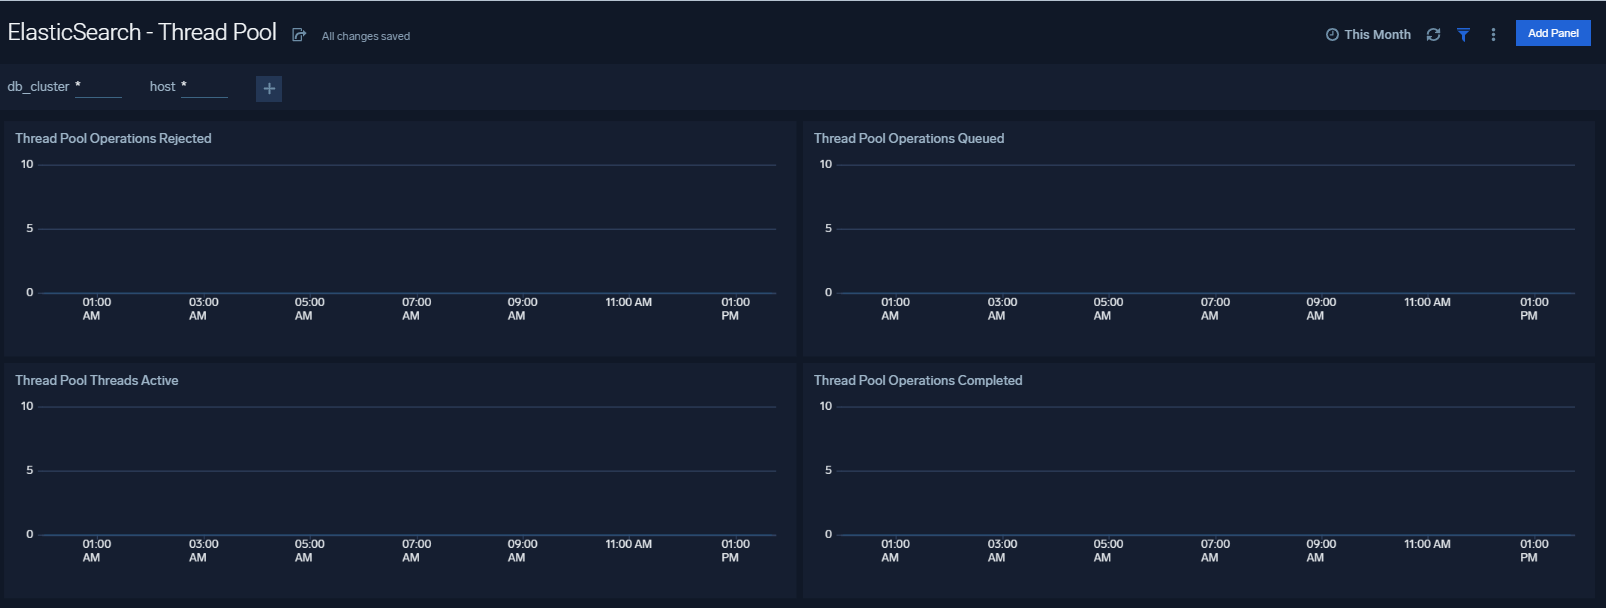 ElasticSearch - Thread Pool All changes saved This Month Add Panel
db_cluster * host * +
Thread Pool Operations Rejected
10
5
0
01:00 AM 03:00 AM 05:00 AM 07:00 AM 09:00 AM 11:00 AM 01:00 PM
Thread Pool Operations Queued
10
5
0
01:00 AM 03:00 AM 05:00 AM 07:00 AM 09:00 AM 11:00 AM 01:00 PM
Thread Pool Threads Active
10
5
0
01:00 AM 03:00 AM 05:00 AM 07:00 AM 09:00 AM 11:00 AM 01:00 PM
Thread Pool Operations Completed
10
5
0
01:00 AM 03:00 AM 05:00 AM 07:00 AM 09:00 AM 11:00 AM 01:00 PM